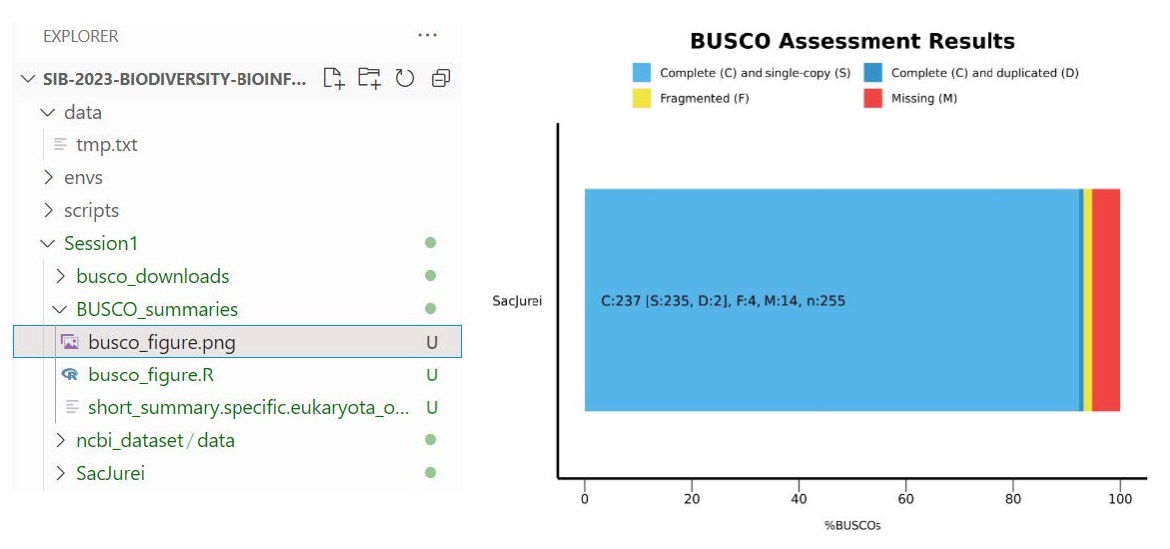 EXPLORER
SIB-2023-BIODIVERSITY-BIOINF...
data
tmp.txt
envs
scripts
Session1
busco_downloads
BUSCO_summaries
busco_figure.png U
busco_figure.R U
short_summary.specific.eukaryota_o... U
ncbi_dataset / data
SacJurei
BUSCO Assessment Results
Complete (C) and single-copy (S) Complete (C) and duplicated (D)
Fragmented (F) Missing (M)
SacJurei
C:237 [S:235, D:2], F:4, M:14, n:255
0 20 40 60 80 100
%BUSCOs